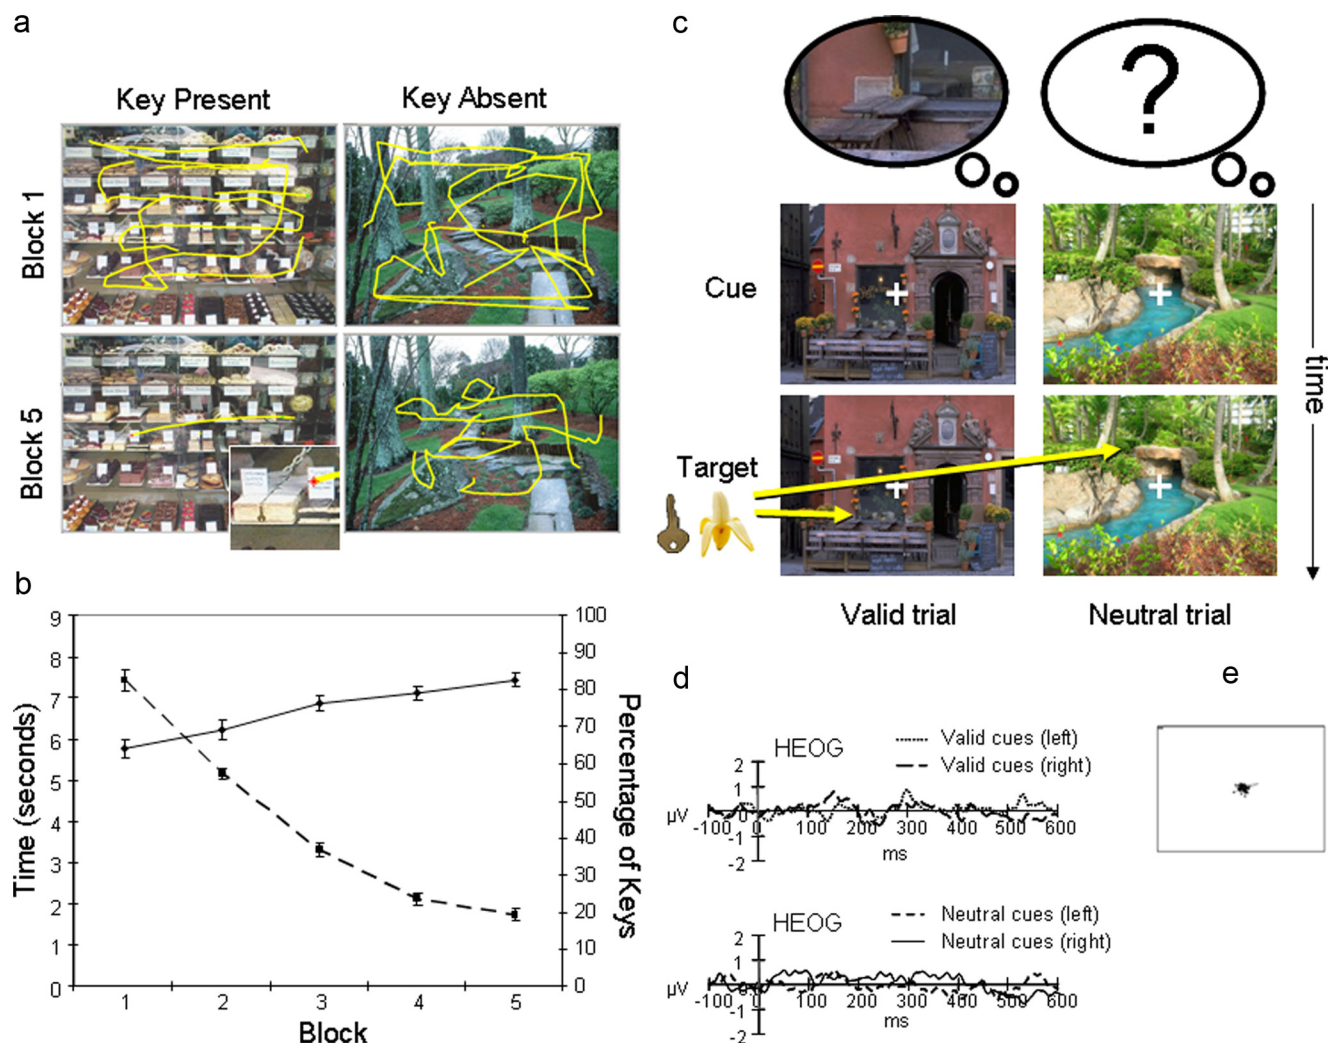 a
Key Present
Key Absent
Block 1
Block 5
b
9
8
7
6
5
4
3
2
1
0
Time (seconds)
100
90
80
70
60
50
40
30
20
10
0
Percentage of Keys
1 2 3 4 5
Block
c
?
Cue
Target
time
Valid trial
Neutral trial
d
HEOG
Valid cues (left)
Valid cues (right)
2
1
µV
-100 0 100 200 300 400 500 600
-1
-2
ms
HEOG
Neutral cues (left)
Neutral cues (right)
2
1
µV
-100 0 100 200 300 400 500 600
-1
-2
ms
e